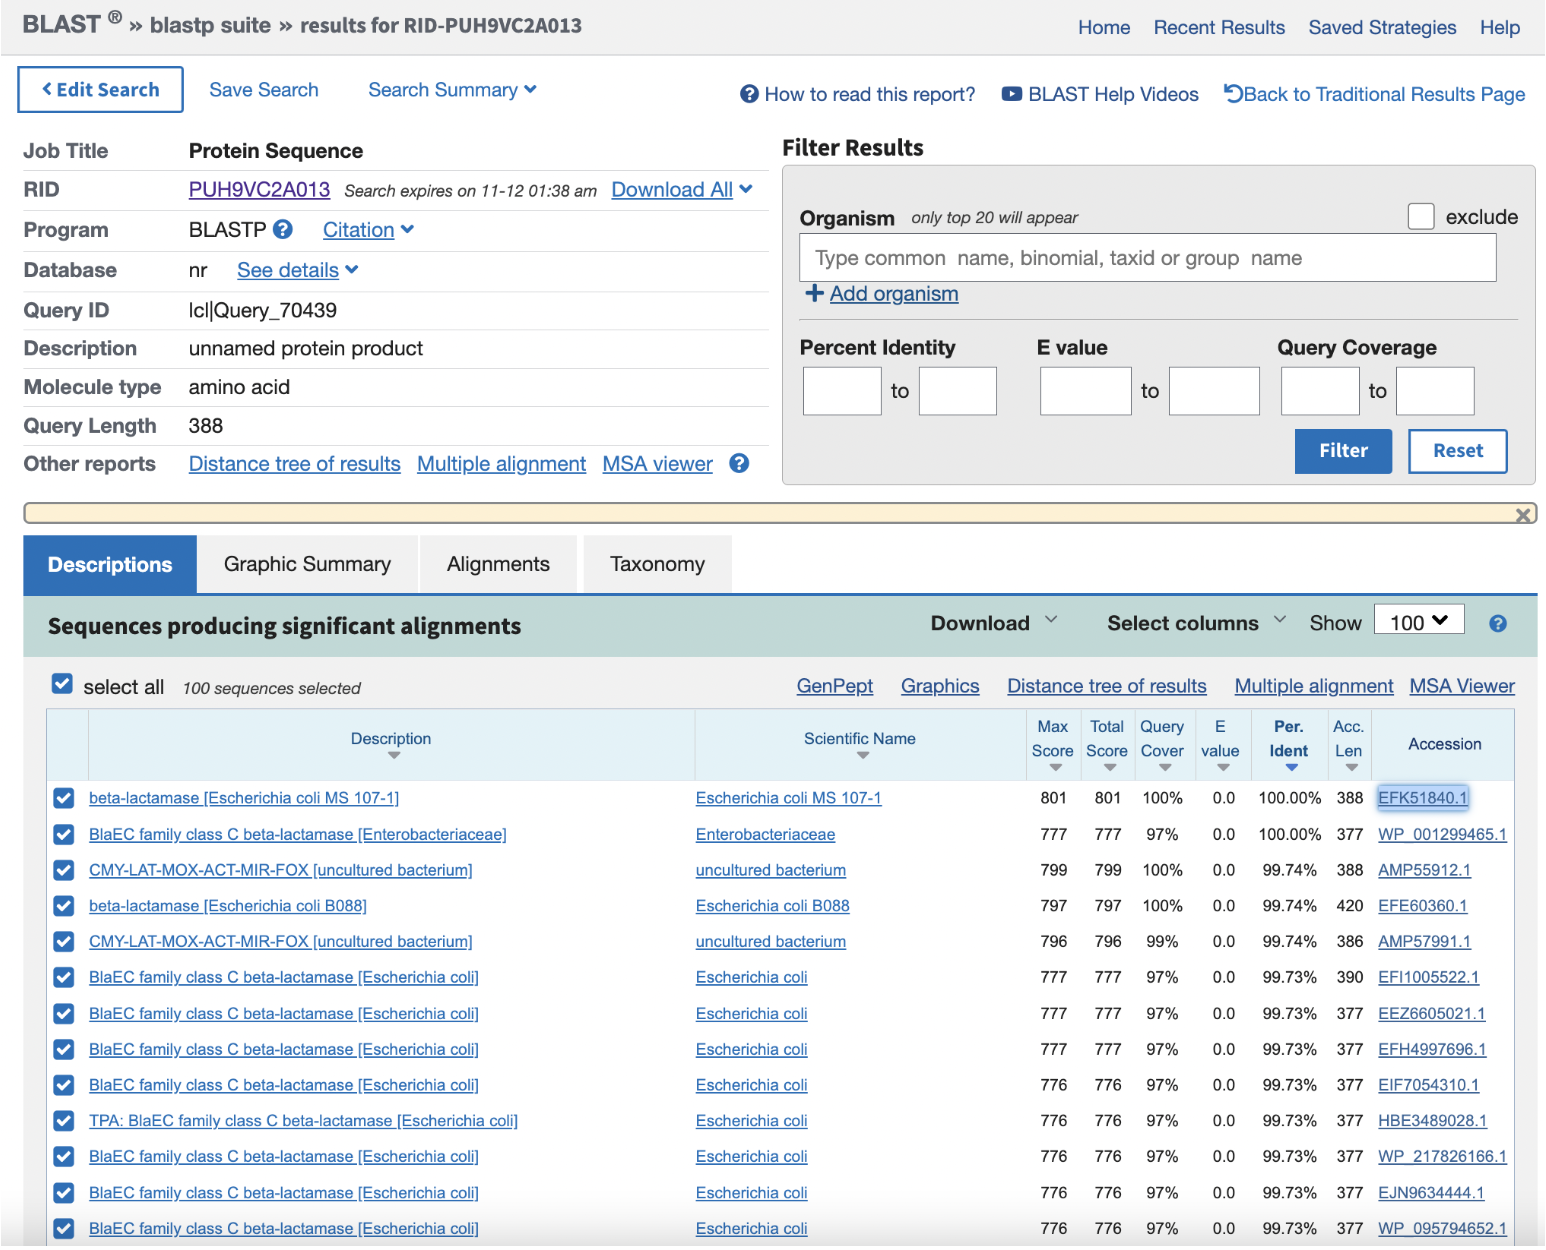 BLAST ® » blastp suite » results for RID-PUH9VC2A013
Home Recent Results Saved Strategies Help
Edit Search Save Search Search Summary
How to read this report? BLAST Help Videos Back to Traditional Results Page
Job Title Protein Sequence
RID PUH9VC2A013 Search expires on 11-12 01:38 am Download All
Program BLASTP Citation
Database nr See details
Query ID lcl|Query_70439
Description unnamed protein product
Molecule type amino acid
Query Length 388
Other reports Distance tree of results Multiple alignment MSA viewer
Filter Results
Organism only top 20 will appear exclude
Type common name, binomial, taxid or group name
+ Add organism
Percent Identity E value Query Coverage
to to to
Filter Reset
Descriptions Graphic Summary Alignments Taxonomy
Sequences producing significant alignments Download Select columns Show 100
select all 100 sequences selected GenPept Graphics Distance tree of results Multiple alignment MSA Viewer
Description Scientific Name Max Score Total Score Query Cover E value Per. Ident Acc. Len Accession
beta-lactamase [Escherichia coli MS 107-1] Escherichia coli MS 107-1 801 801 100% 0.0 100.00% 388 EFK51840.1
BlaEC family class C beta-lactamase [Enterobacteriaceae] Enterobacteriaceae 777 777 97% 0.0 100.00% 377 WP_001299465.1
CMY-LAT-MOX-ACT-MIR-FOX [uncultured bacterium] uncultured bacterium 799 799 100% 0.0 99.74% 388 AMP55912.1
beta-lactamase [Escherichia coli B088] Escherichia coli B088 797 797 100% 0.0 99.74% 420 EFE60360.1
CMY-LAT-MOX-ACT-MIR-FOX [uncultured bacterium] uncultured bacterium 796 796 99% 0.0 99.74% 386 AMP57991.1
BlaEC family class C beta-lactamase [Escherichia coli] Escherichia coli 777 777 97% 0.0 99.73% 390 EFI1005522.1
BlaEC family class C beta-lactamase [Escherichia coli] Escherichia coli 777 777 97% 0.0 99.73% 377 EEZ6605021.1
BlaEC family class C beta-lactamase [Escherichia coli] Escherichia coli 777 777 97% 0.0 99.73% 377 EFH4997696.1
BlaEC family class C beta-lactamase [Escherichia coli] Escherichia coli 776 776 97% 0.0 99.73% 377 EIF7054310.1
TPA: BlaEC family class C beta-lactamase [Escherichia coli] Escherichia coli 776 776 97% 0.0 99.73% 377 HBE3489028.1
BlaEC family class C beta-lactamase [Escherichia coli] Escherichia coli 776 776 97% 0.0 99.73% 377 WP_217826166.1
BlaEC family class C beta-lactamase [Escherichia coli] Escherichia coli 776 776 97% 0.0 99.73% 377 EJN9634444.1
BlaEC family class C beta-lactamase [Escherichia coli] Escherichia coli 776 776 97% 0.0 99.73% 377 WP_095794652.1